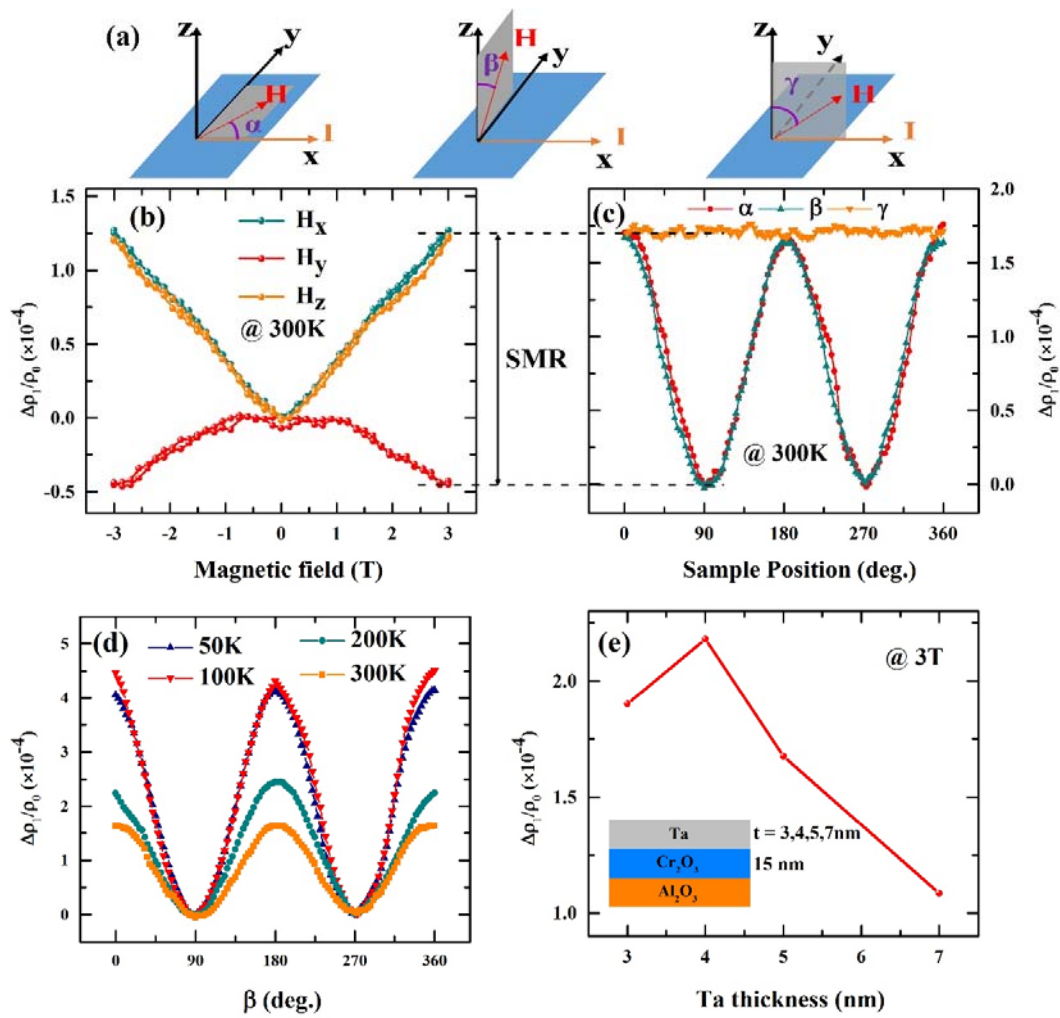 (a)
z
y
H
α
I
x
z
H
β
y
I
x
z
y
γ
H
I
x
(b)
Hx
Hy
Hz
@ 300K
1.5
1.0
0.5
0.0
-0.5
Δρ₁/ρ₀ (×10⁻⁴)
-3 -2 -1 0 1 2 3
Magnetic field (T)
SMR
(c)
α β γ
@ 300K
2.0
1.5
1.0
0.5
0.0
Δρ₁/ρ₀ (×10⁻⁴)
0 90 180 270 360
Sample Position (deg.)
(d)
50K 200K
100K 300K
5
4
3
2
1
0
Δρ₁/ρ₀ (×10⁻⁴)
0 90 180 270 360
β (deg.)
(e)
@ 3T
2.0
1.5
1.0
Δρ₁/ρ₀ (×10⁻⁴)
Ta t = 3,4,5,7nm
Cr₂O₃ 15 nm
Al₂O₃
3 4 5 6 7
Ta thickness (nm)